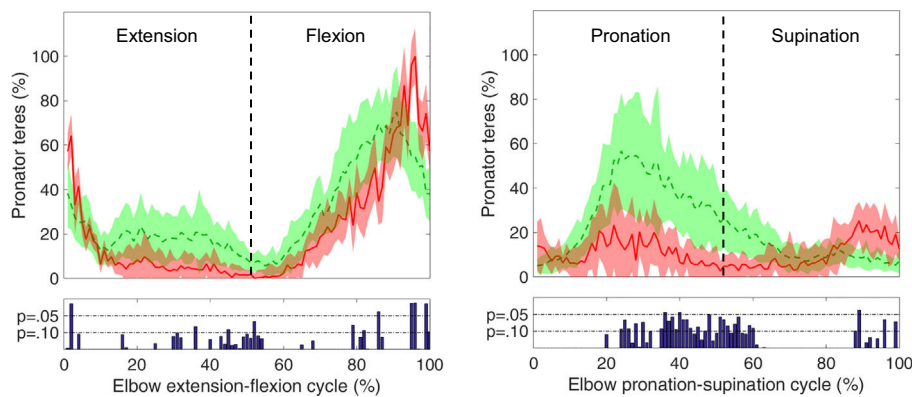 Extension Flexion
Pronator teres (%)
100
80
60
40
20
0
p=.05
p=.10
0 20 40 60 80 100
Elbow extension-flexion cycle (%)
Pronation Supination
Pronator teres (%)
100
80
60
40
20
0
p=.05
p=.10
0 20 40 60 80 100
Elbow pronation-supination cycle (%)